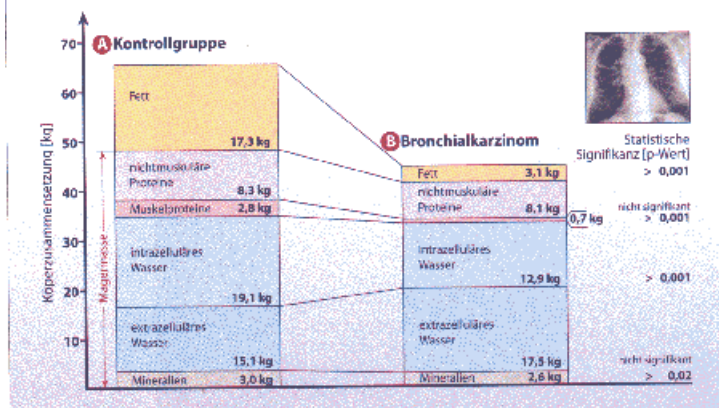 70
A Kontrollgruppe
60
Fett
50
17,3 kg
B Bronchialkarzinom
Statistische
Signifikanz [p-Wert]
Fett
3,1 kg
> 0,001
nichtmuskuläre
Proteine
8,3 kg
40
nichtmuskuläre
Proteine
8,1 kg
nicht signifikant
Muskelproteine
2,8 kg
0,7 kg
> 0,001
30
intrazelluläres
Wasser
19,1 kg
intrazelluläres
Wasser
12,9 kg
> 0,001
20
extrazelluläres
Wasser
15,1 kg
extrazelluläres
Wasser
17,5 kg
nicht signifikant
10
Mineralien
3,0 kg
Mineralien
2,6 kg
> 0,02
Köperzusammensetzung [kg]
Magermasse